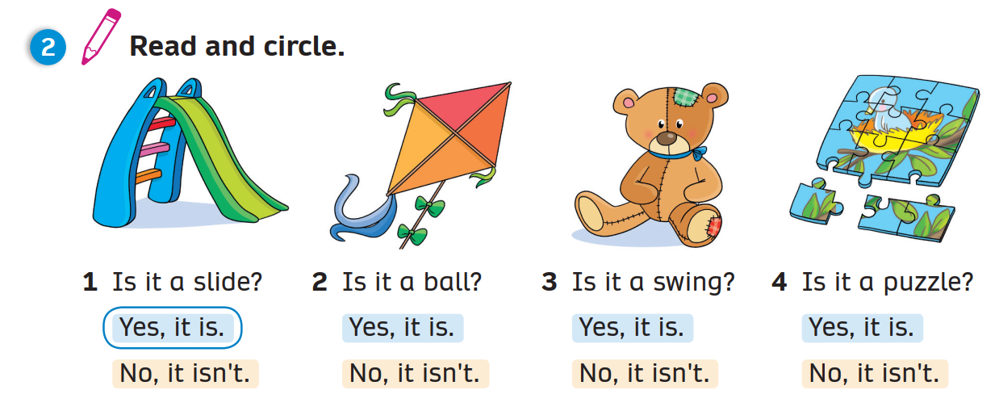 2 Read and circle.
1 Is it a slide?
Yes, it is.
No, it isn't.
2 Is it a ball?
Yes, it is.
No, it isn't.
3 Is it a swing?
Yes, it is.
No, it isn't.
4 Is it a puzzle?
Yes, it is.
No, it isn't.